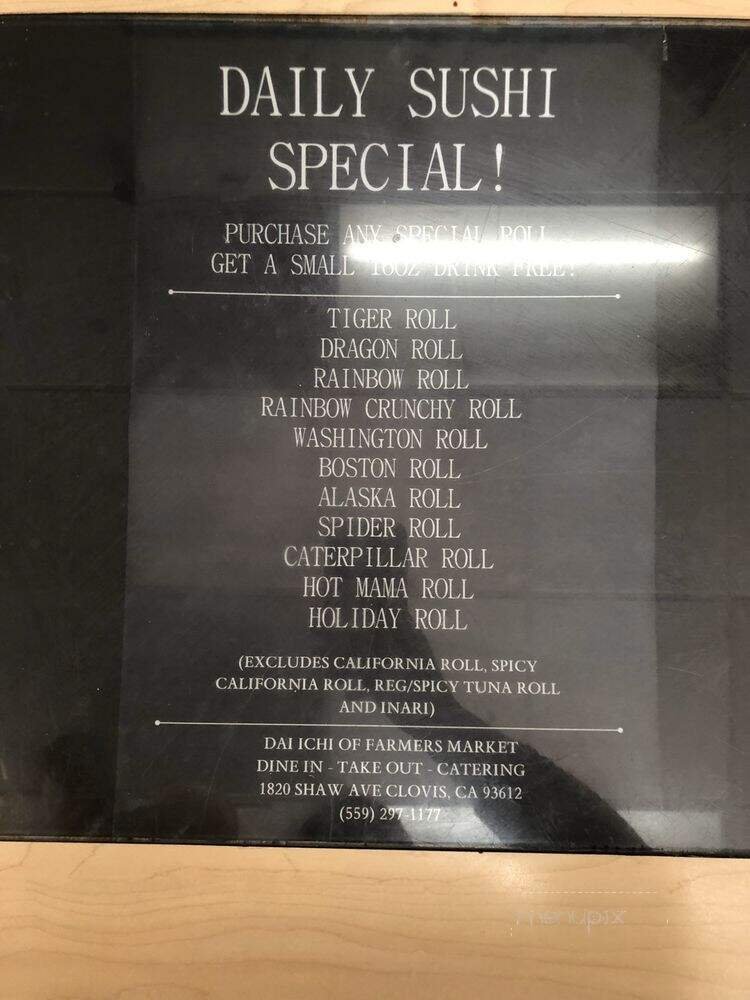 DAILY SUSHI
SPECIAL!
PURCHASE ANY SPECIAL ROLL
GET A SMALL 16OZ DRINK FREE!
TIGER ROLL
DRAGON ROLL
RAINBOW ROLL
RAINBOW CRUNCHY ROLL
WASHINGTON ROLL
BOSTON ROLL
ALASKA ROLL
SPIDER ROLL
CATERPILLAR ROLL
HOT MAMA ROLL
HOLIDAY ROLL
(EXCLUDES CALIFORNIA ROLL, SPICY
CALIFORNIA ROLL, REG/SPICY TUNA ROLL
AND INARI)
DAI ICHI OF FARMERS MARKET
DINE IN - TAKE OUT - CATERING
1820 SHAW AVE CLOVIS, CA 93612
(559) 297-1177
menupix